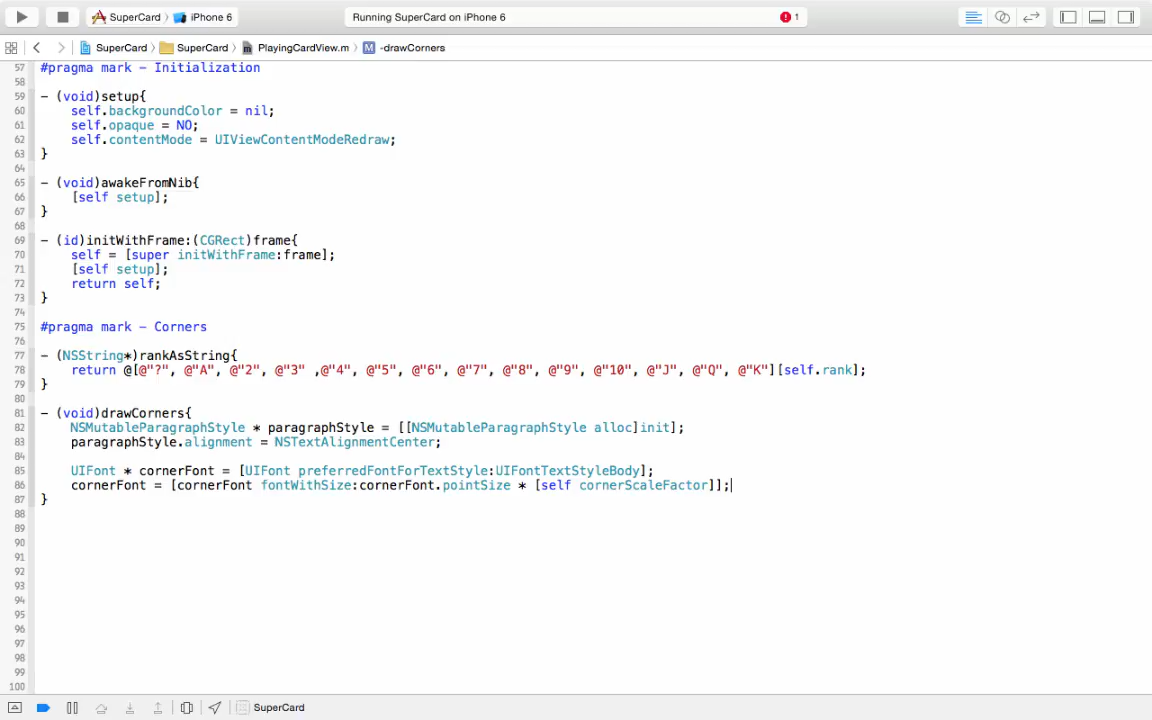 SuperCard iPhone 6 Running SuperCard on iPhone 6 1
SuperCard SuperCard PlayingCardView.m M -drawCorners
57 #pragma mark - Initialization
58
59 - (void)setup{
60 self.backgroundColor = nil;
61 self.opaque = NO;
62 self.contentMode = UIViewContentModeRedraw;
63 }
64
65 - (void)awakeFromNib{
66 [self setup];
67 }
68
69 - (id)initWithFrame:(CGRect)frame{
70 self = [super initWithFrame:frame];
71 [self setup];
72 return self;
73 }
74
75 #pragma mark - Corners
76
77 - (NSString*)rankAsString{
78 return @[@"?", @"A", @"2", @"3" ,@"4", @"5", @"6", @"7", @"8", @"9", @"10", @"J", @"Q", @"K"][self.rank];
79 }
80
81 - (void)drawCorners{
82 NSMutableParagraphStyle * paragraphStyle = [[NSMutableParagraphStyle alloc]init];
83 paragraphStyle.alignment = NSTextAlignmentCenter;
84
85 UIFont * cornerFont = [UIFont preferredFontForTextStyle:UIFontTextStyleBody];
86 cornerFont = [cornerFont fontWithSize:cornerFont.pointSize * [self cornerScaleFactor]];
87 }
88
89
90
91
92
93
94
95
96
97
98
99
100
SuperCard